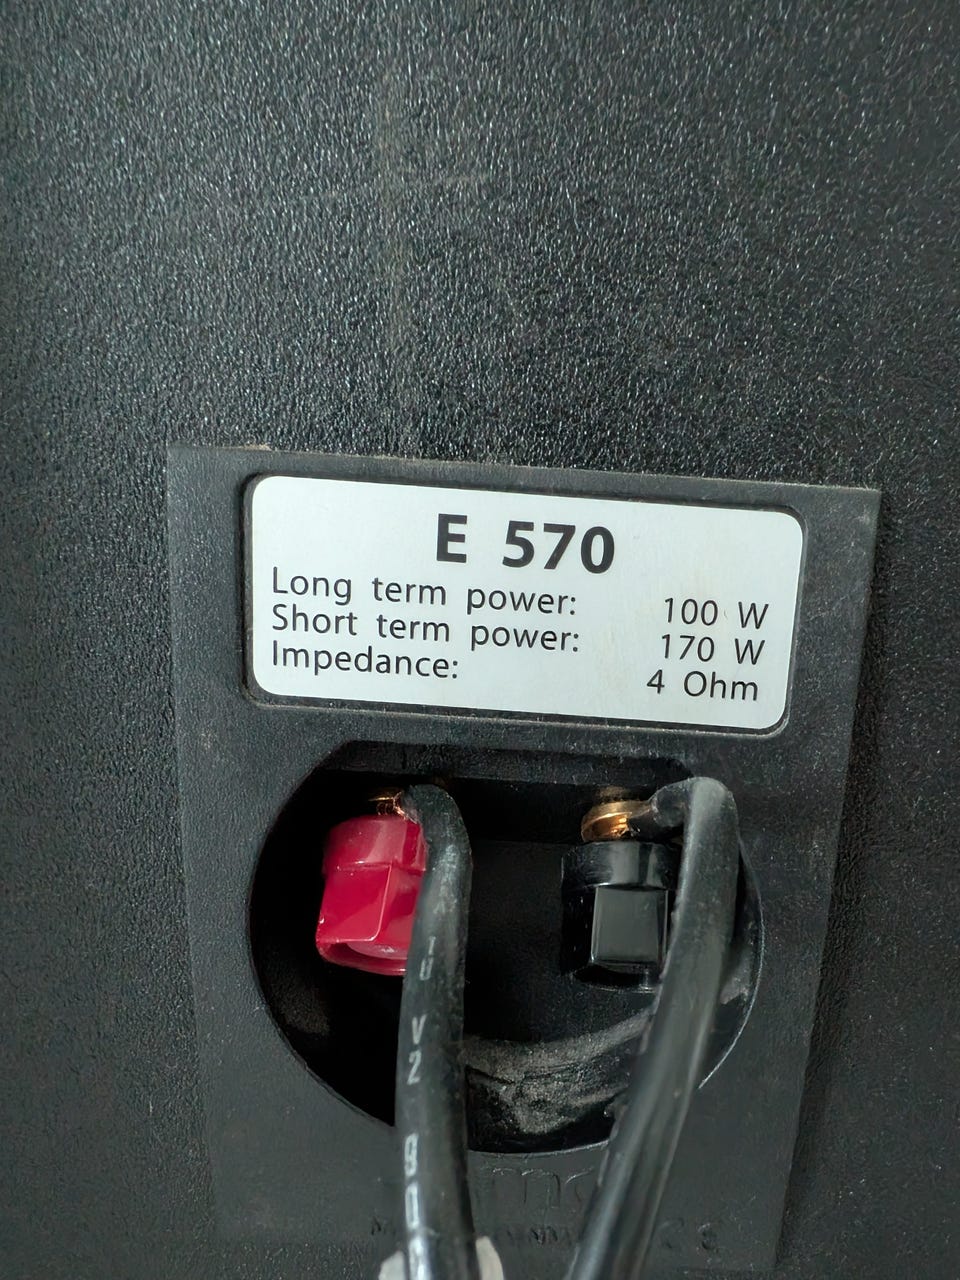 E 570
Long term power: 100 W
Short term power: 170 W
Impedance: 4 Ohm